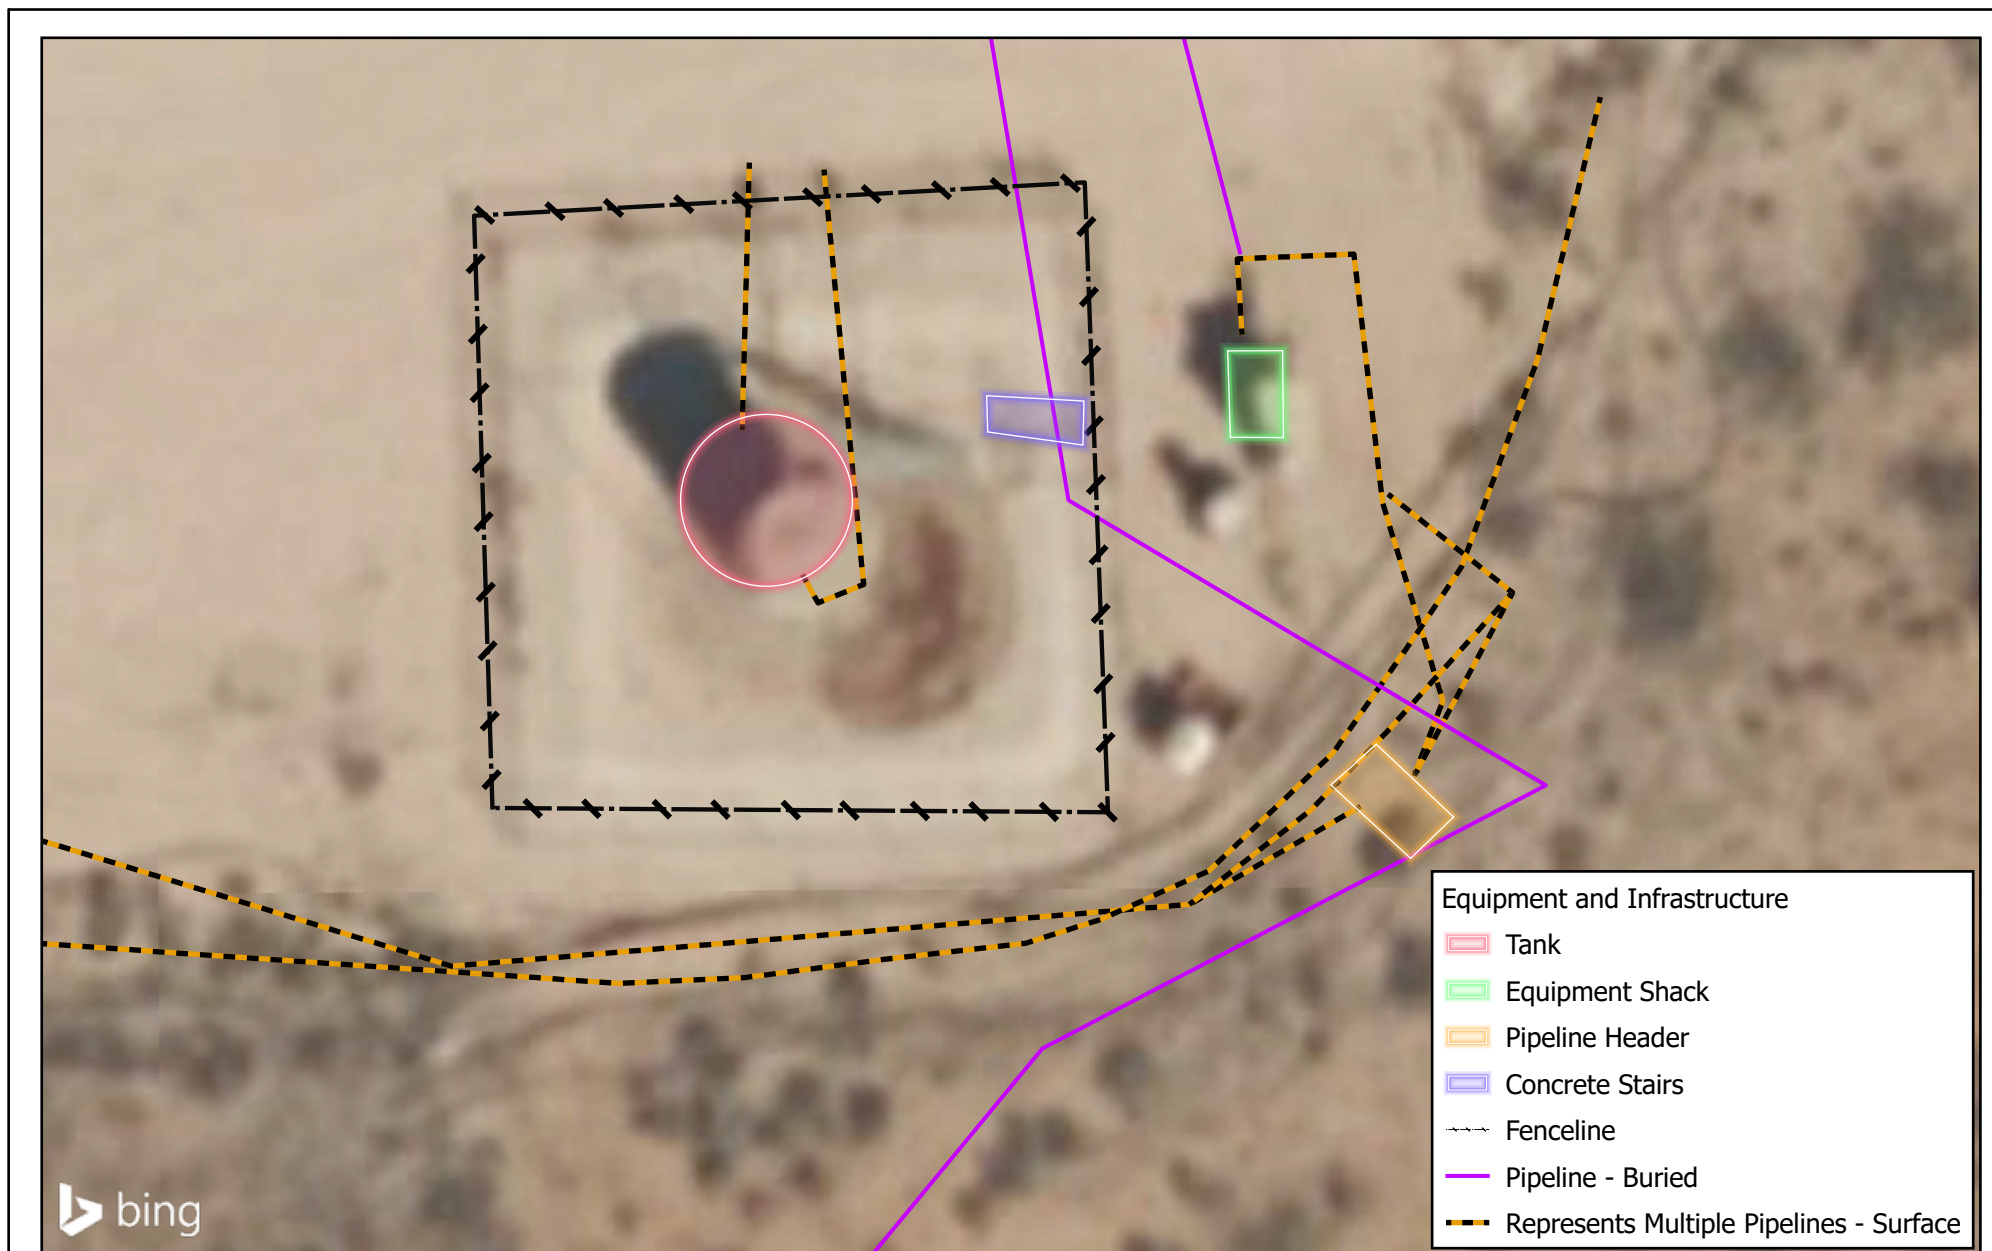 Equipment and Infrastructure
Tank
Equipment Shack
Pipeline Header
Concrete Stairs
Fenceline
Pipeline - Buried
Represents Multiple Pipelines - Surface
bing